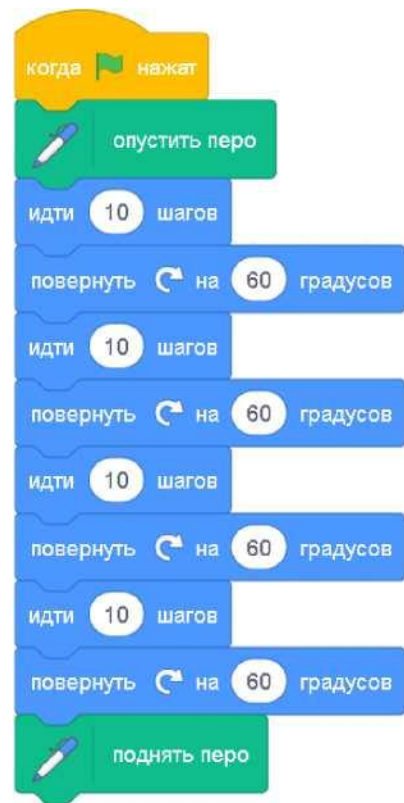 когда нажат
опустить перо
идти 10 шагов
повернуть на 60 градусов
идти 10 шагов
повернуть на 60 градусов
идти 10 шагов
повернуть на 60 градусов
идти 10 шагов
повернуть на 60 градусов
поднять перо